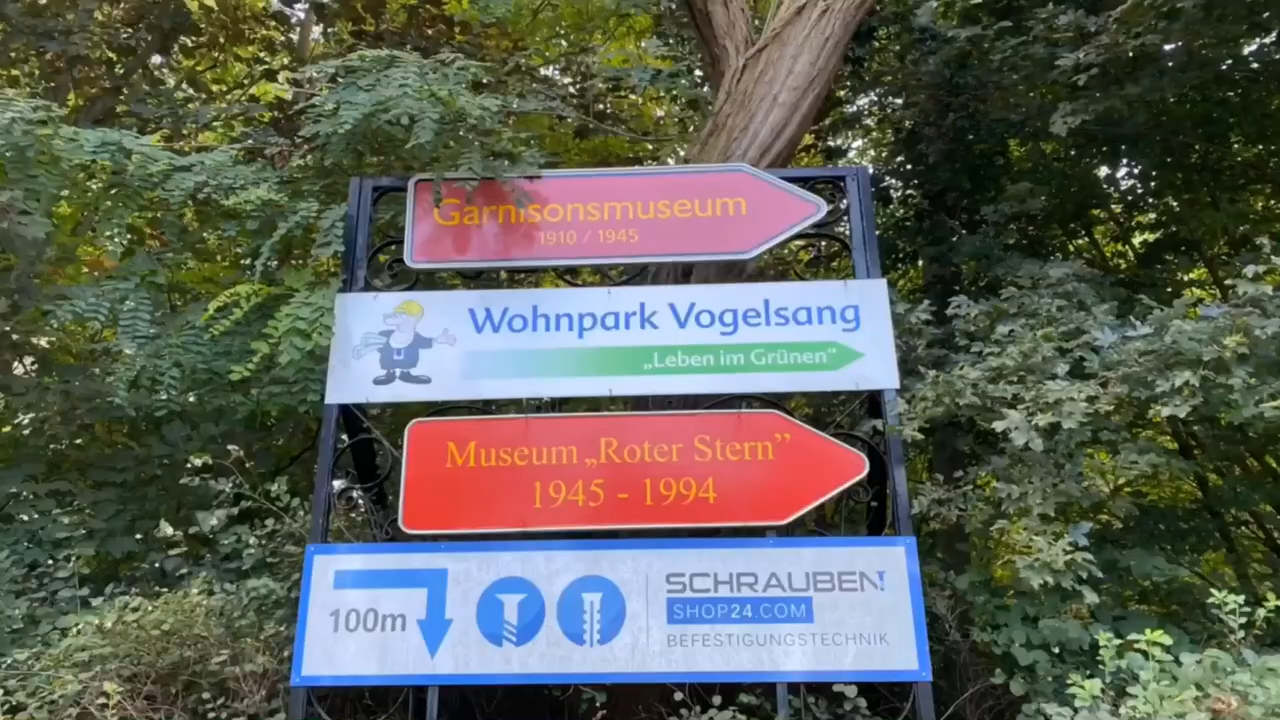 Garnisonsmuseum
1910 / 1945
Wohnpark Vogelsang
„Leben im Grünen“
Museum „Roter Stern”
1945 - 1994
100m
SCHRAUBEN
SHOP24.COM
BEFESTIGUNGSTECHNIK